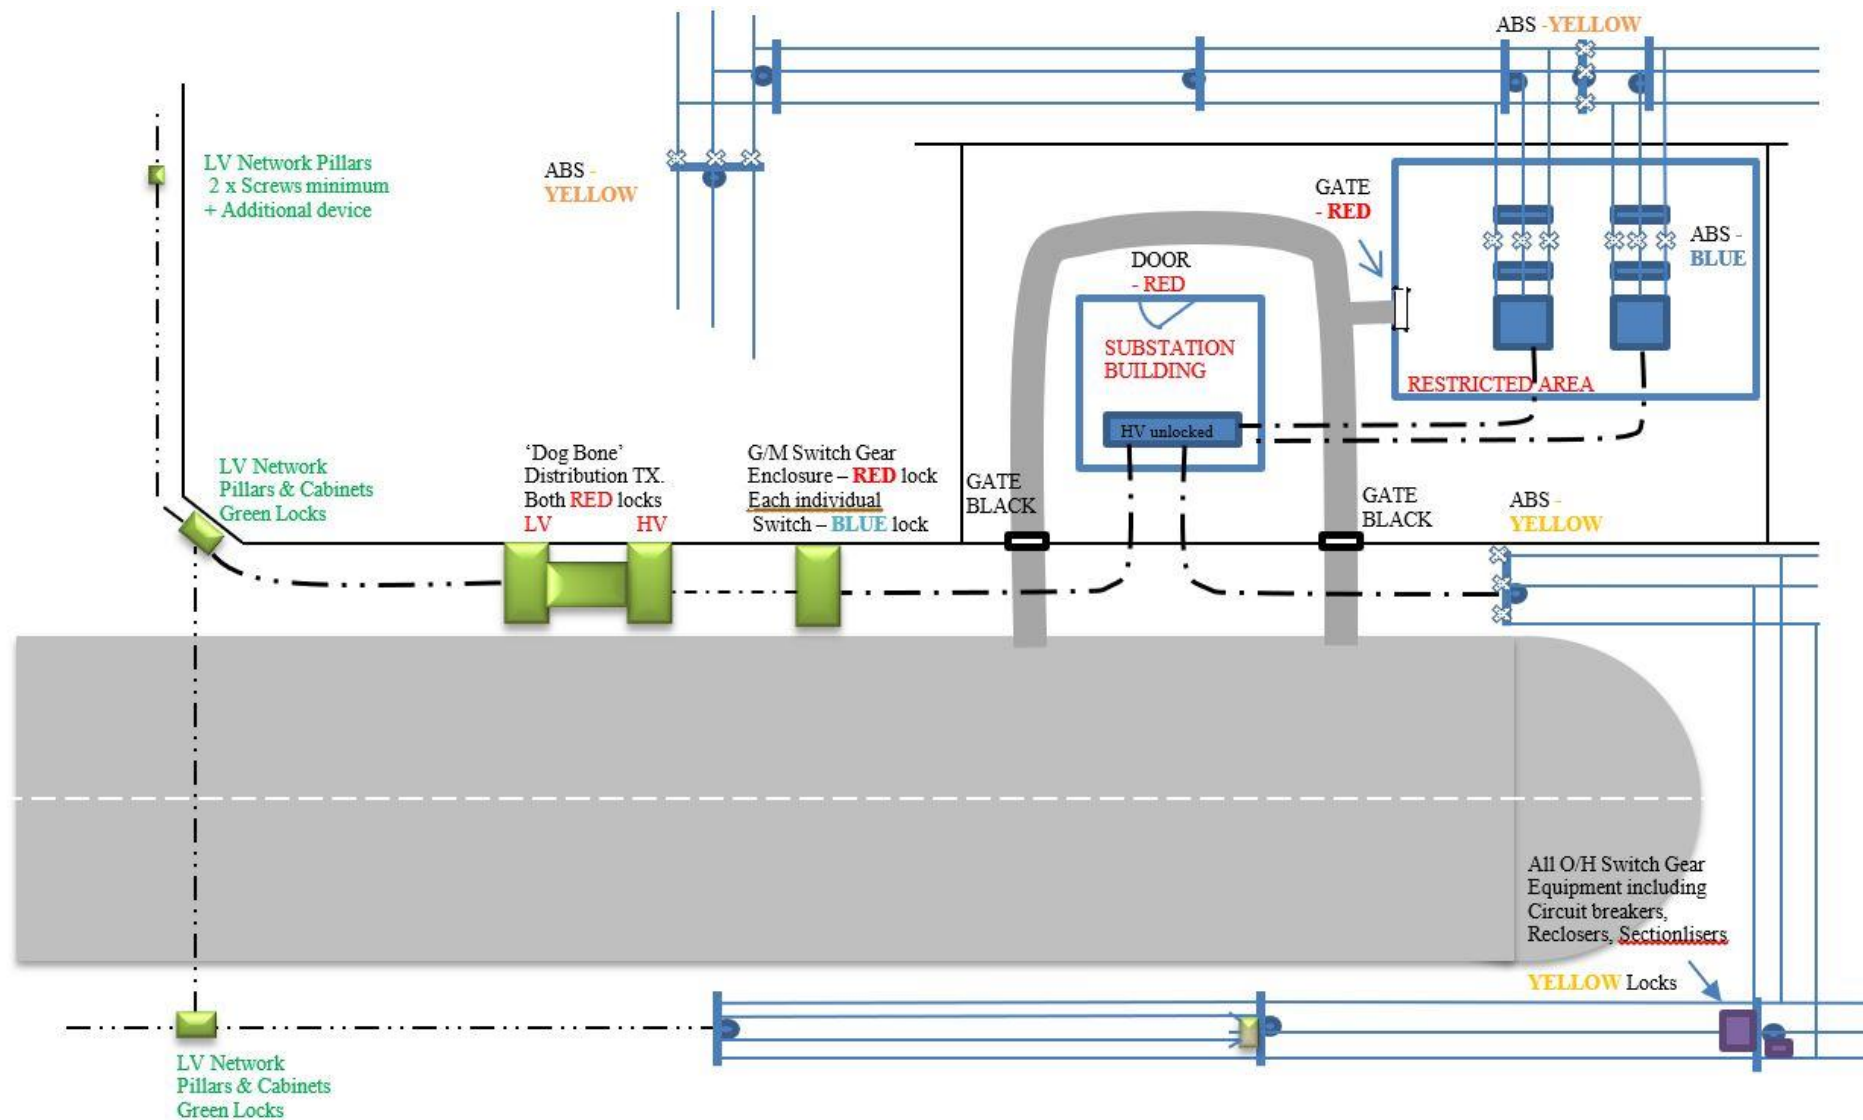 ABS -YELLOW
LV Network Pillars
2 x Screws minimum
+ Additional device
ABS -
YELLOW
GATE
- RED
ABS -
BLUE
DOOR
- RED
SUBSTATION
BUILDING
RESTRICTED AREA
HV unlocked
LV Network
Pillars & Cabinets
Green Locks
‘Dog Bone’
Distribution TX.
Both RED locks
LV HV
G/M Switch Gear
Enclosure – RED lock
Each individual
Switch – BLUE lock
GATE
BLACK
GATE
BLACK
ABS -
YELLOW
All O/H Switch Gear
Equipment including
Circuit breakers,
Reclosers, Sectionlisers
YELLOW Locks
LV Network
Pillars & Cabinets
Green Locks